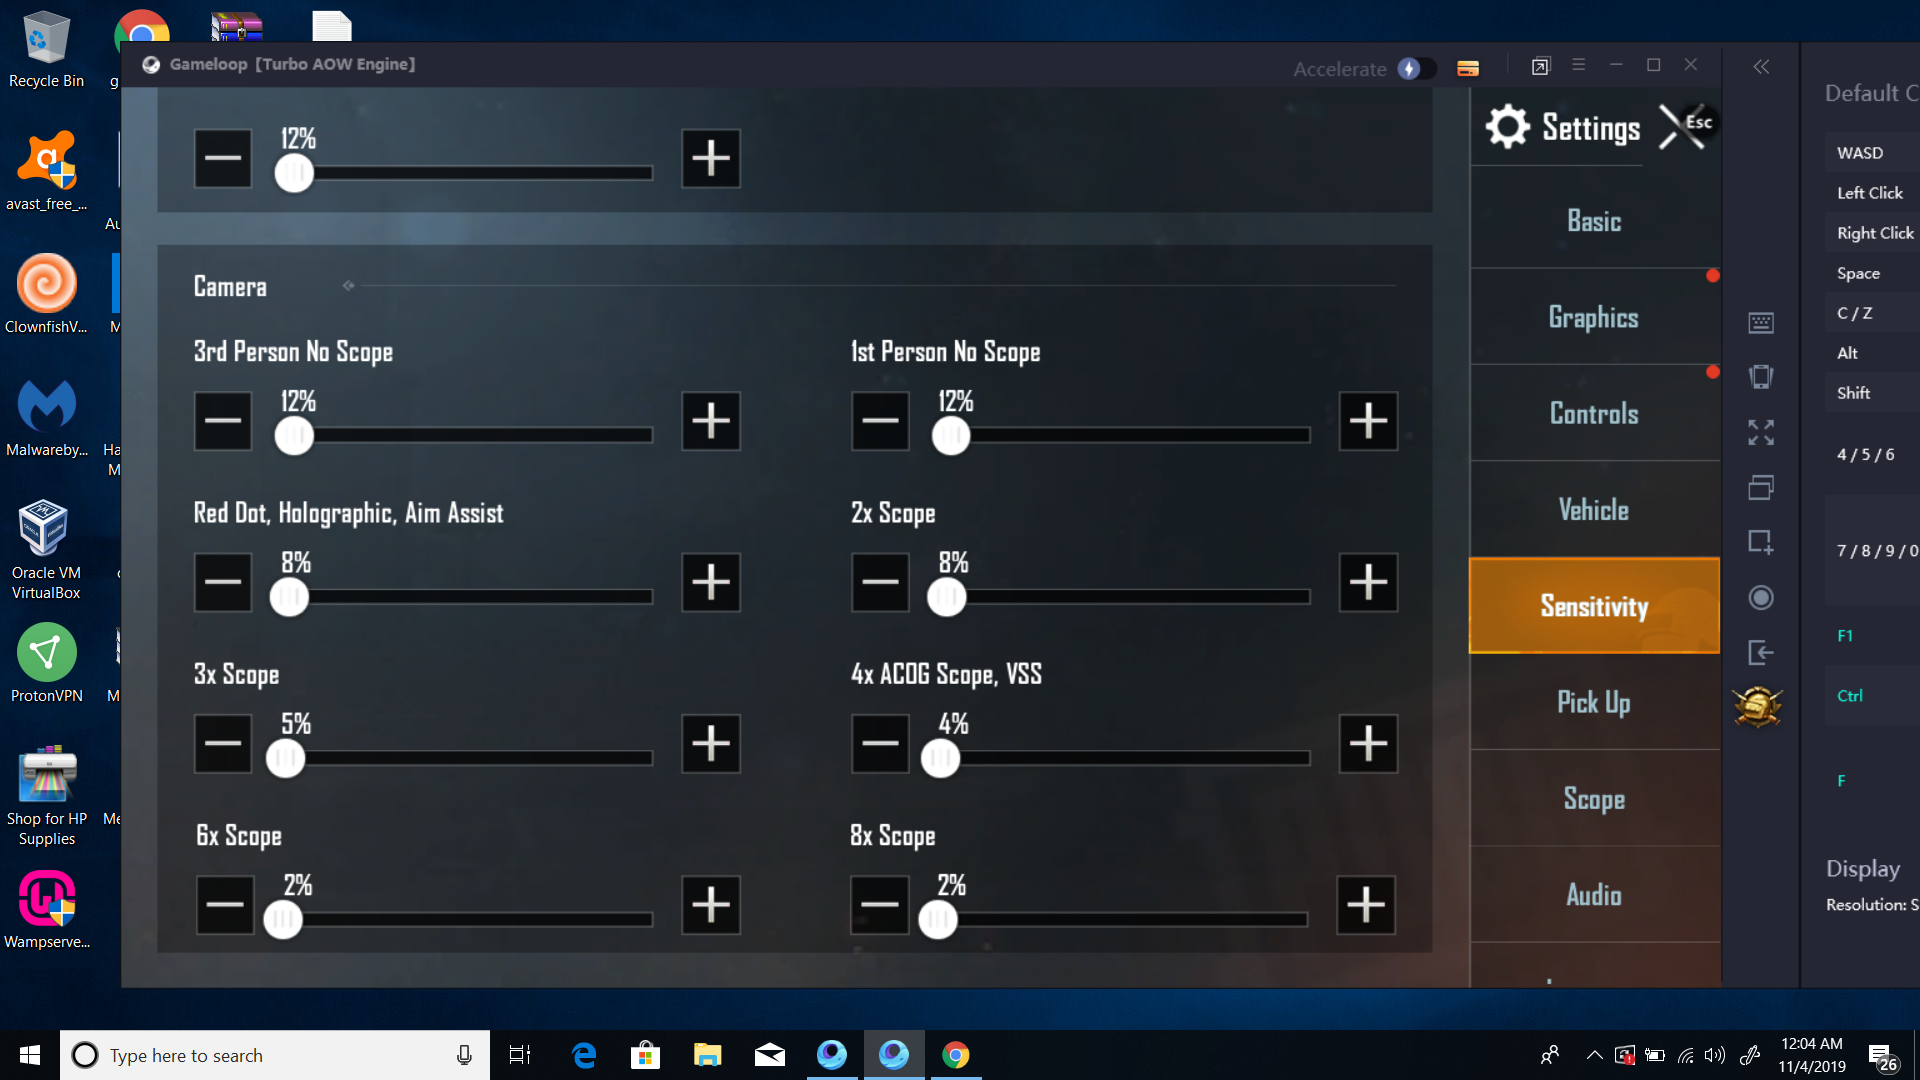 Recycle Bin
g
avast_free_...
Au
ClownfishV...
M
Malwareby...
Ha
M
Oracle VM
VirtualBox
ProtonVPN
M
Shop for HP
Supplies
Me
Wampserve...
Gameloop [Turbo AOW Engine]
Accelerate
12%
Camera
3rd Person No Scope
12%
1st Person No Scope
12%
Red Dot, Holographic, Aim Assist
8%
2x Scope
8%
3x Scope
5%
4x ACOG Scope, VSS
4%
6x Scope
2%
8x Scope
2%
Settings
Esc
Basic
Graphics
Controls
Vehicle
Sensitivity
Pick Up
Scope
Audio
Default C
WASD
Left Click
Right Click
Space
C / Z
Alt
Shift
4 / 5 / 6
7 / 8 / 9 / 0
F1
Ctrl
F
Display
Resolution: S
Type here to search
12:04 AM
11/4/2019
26